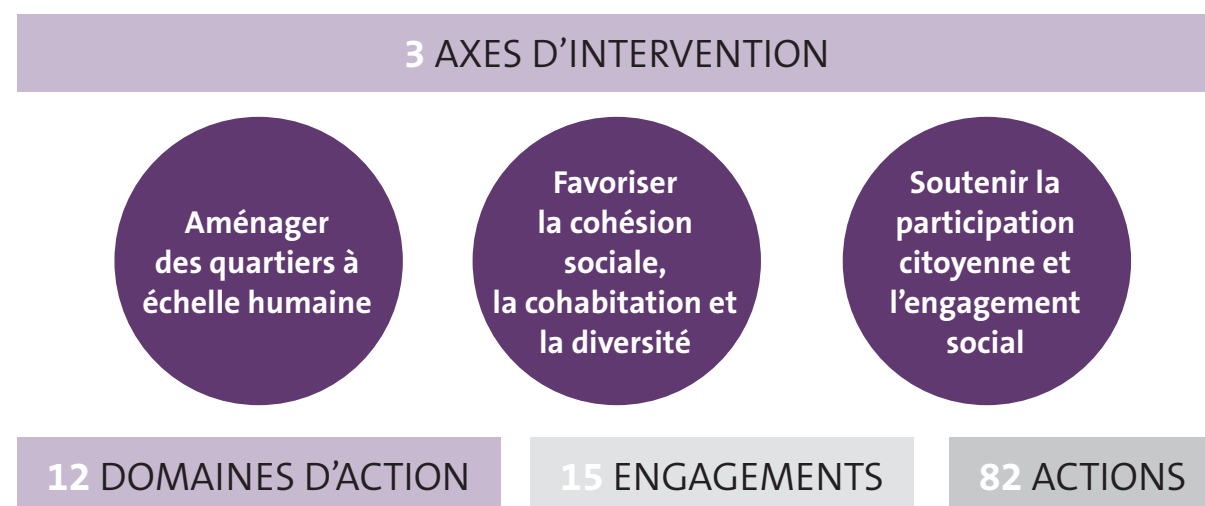 3 AXES D'INTERVENTION
Aménager
des quartiers à
échelle humaine
Favoriser
la cohésion
sociale,
la cohabitation et
la diversité
Soutenir la
participation
citoyenne et
l'engagement
social
12 DOMAINES D'ACTION
15 ENGAGEMENTS
82 ACTIONS